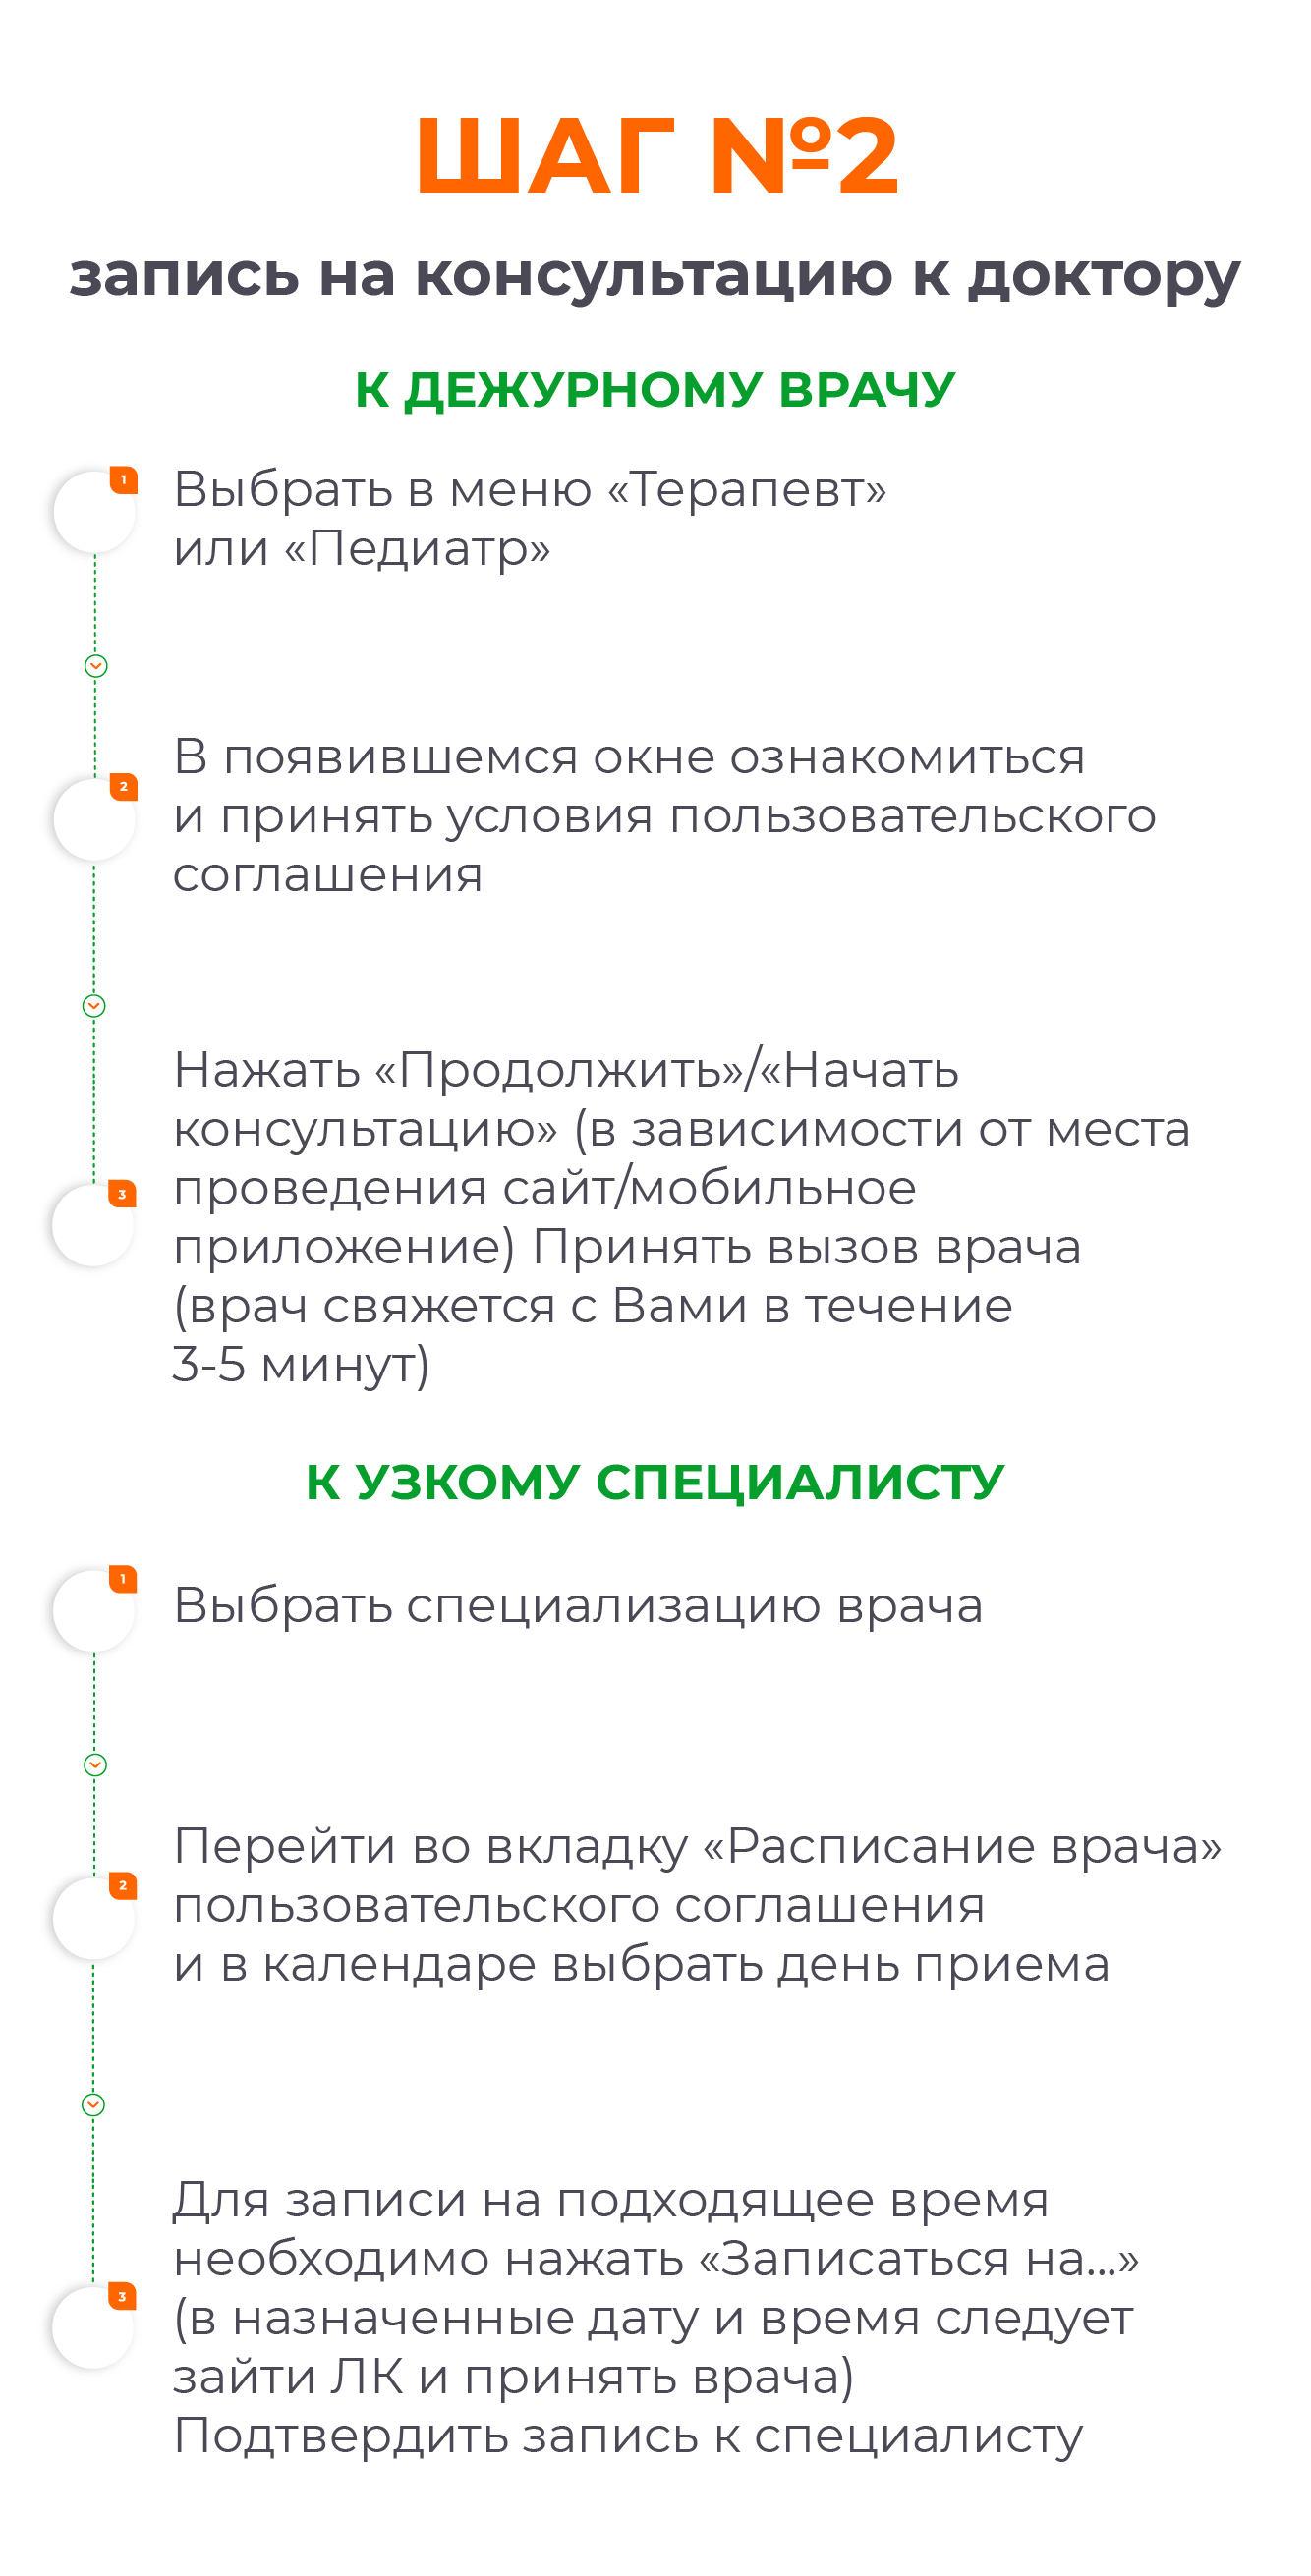 ШАГ №2
запись на консультацию к доктору
К ДЕЖУРНОМУ ВРАЧУ
1
Выбрать в меню «Терапевт»
или «Педиатр»
2
В появившемся окне ознакомиться
и принять условия пользовательского
соглашения
3
Нажать «Продолжить»/«Начать
консультацию» (в зависимости от места
проведения сайт/мобильное
приложение) Принять вызов врача
(врач свяжется с Вами в течение
3-5 минут)
К УЗКОМУ СПЕЦИАЛИСТУ
1
Выбрать специализацию врача
2
Перейти во вкладку «Расписание врача»
пользовательского соглашения
и в календаре выбрать день приема
3
Для записи на подходящее время
необходимо нажать «Записаться на...»
(в назначенные дату и время следует
зайти ЛК и принять врача)
Подтвердить запись к специалисту